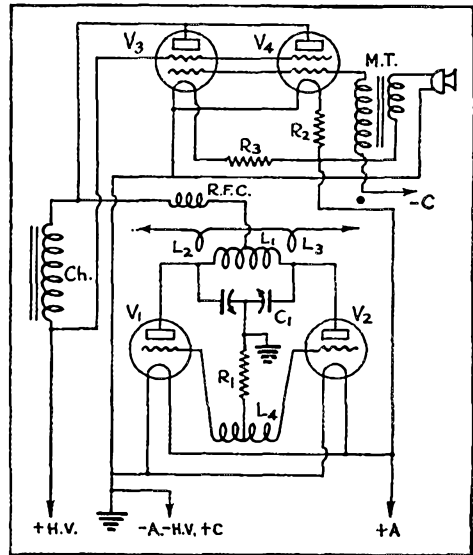 V3 V4 M.T.
R2
R3
-C
R.F.C.
L2 L1 L3
Ch.
V1 C1 V2
R1
L4
+H.V. -A.-H.V. +C +A